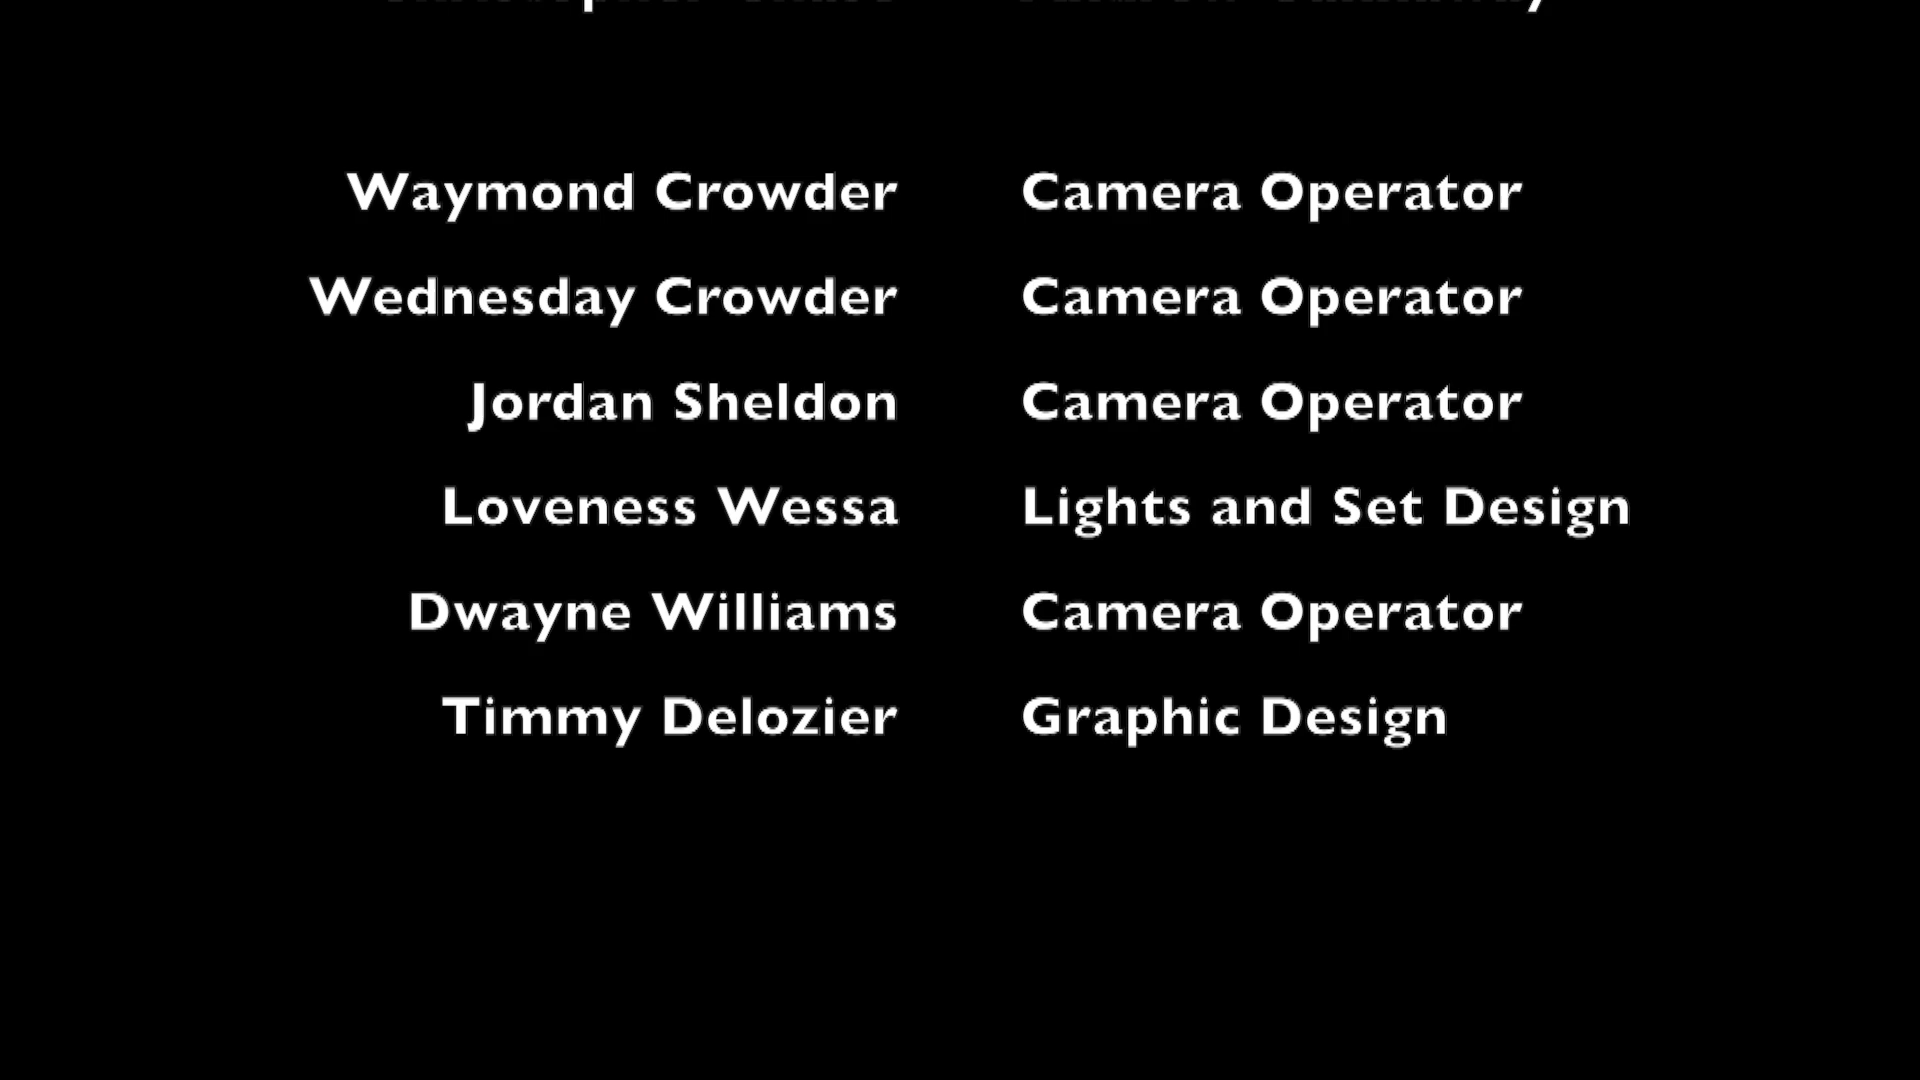 Waymond Crowder Camera Operator
Wednesday Crowder Camera Operator
Jordan Sheldon Camera Operator
Loveness Wessa Lights and Set Design
Dwayne Williams Camera Operator
Timmy Delozier Graphic Design